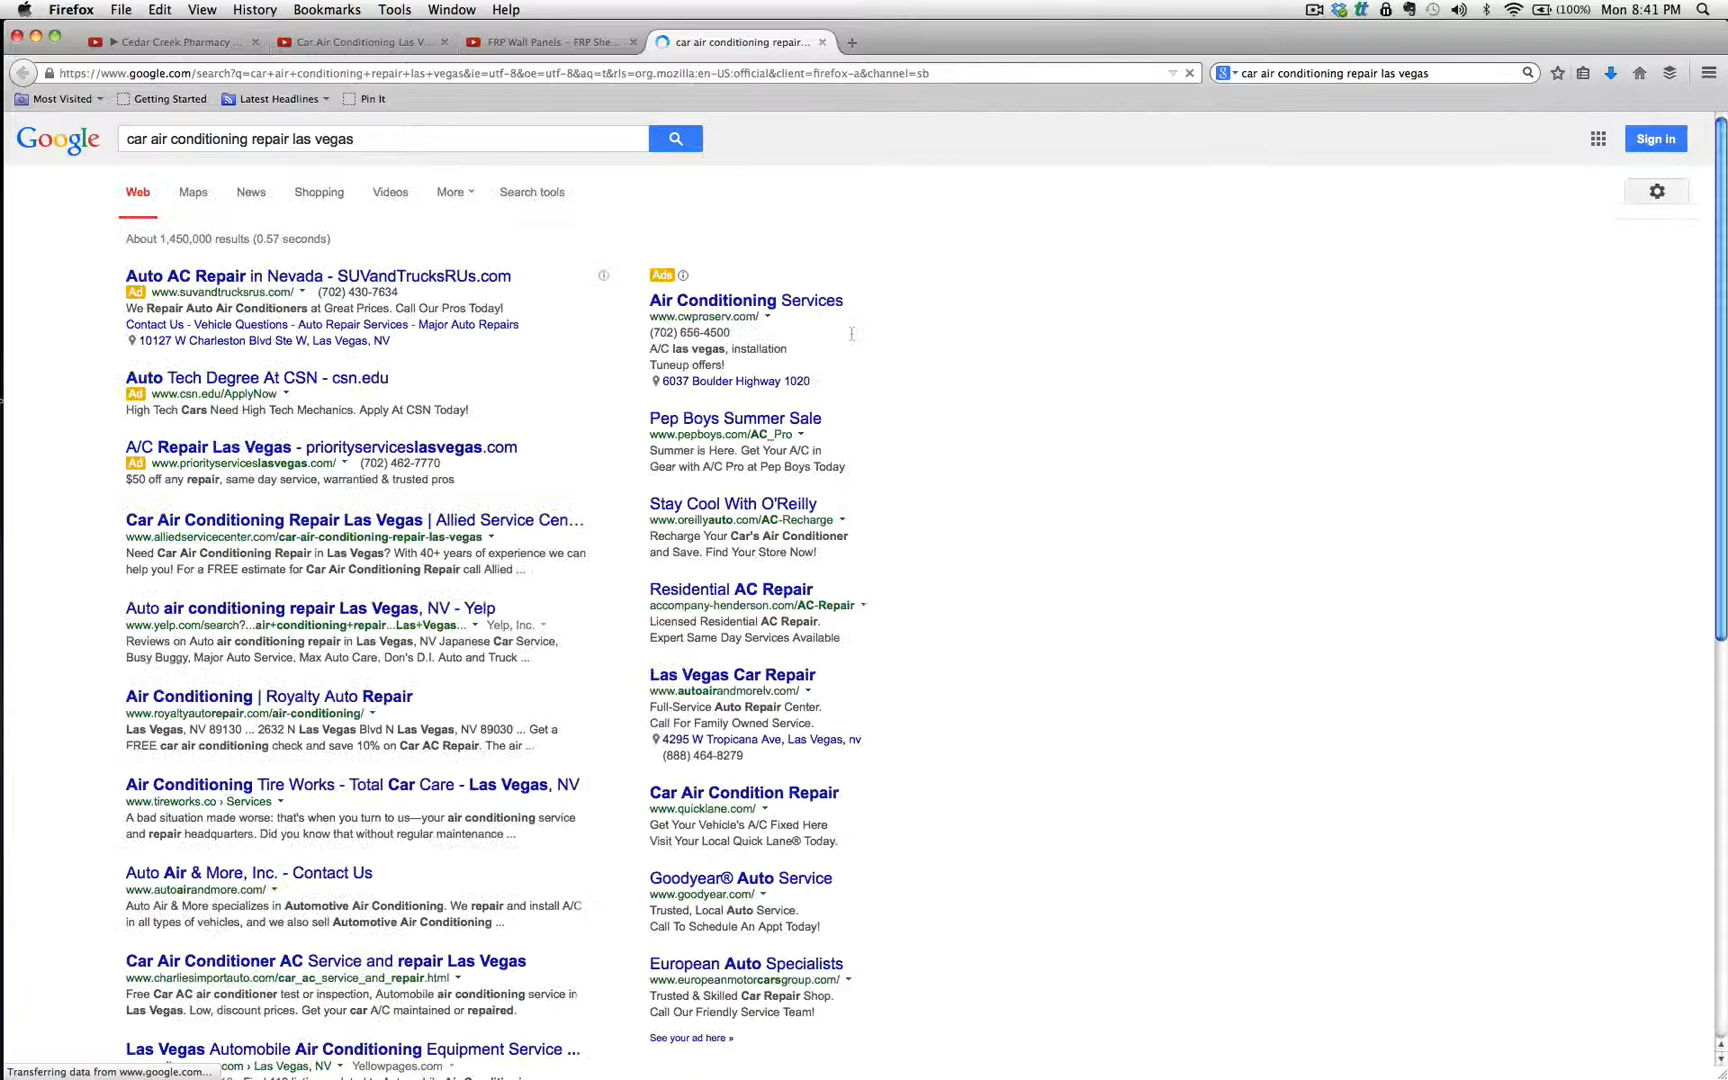 Firefox File Edit View History Bookmarks Tools Window Help (100%) Mon 8:41 PM
Cedar Creek Pharmacy ... Car Air Conditioning Las V... FRP Wall Panels - FRP She... car air conditioning repair...
https://www.google.com/search?q=car+air+conditioning+repair+las+vegas&ie=utf-8&oe=utf-8&aq=t&rls=org.mozilla:en-US:official&client=firefox-a&channel=sb car air conditioning repair las vegas
Most Visited Getting Started Latest Headlines Pin It
Google car air conditioning repair las vegas Sign in
Web Maps News Shopping Videos More Search tools
About 1,450,000 results (0.57 seconds)
Auto AC Repair in Nevada - SUVandTrucksRUs.com
Ad www.suvandtrucksrus.com/ (702) 430-7634
We Repair Auto Air Conditioners at Great Prices. Call Our Pros Today!
Contact Us - Vehicle Questions - Auto Repair Services - Major Auto Repairs
10127 W Charleston Blvd Ste W, Las Vegas, NV
Auto Tech Degree At CSN - csn.edu
Ad www.csn.edu/ApplyNow
High Tech Cars Need High Tech Mechanics. Apply At CSN Today!
A/C Repair Las Vegas - priorityserviceslasvegas.com
Ad www.priorityserviceslasvegas.com/ (702) 462-7770
$50 off any repair, same day service, warrantied & trusted pros
Car Air Conditioning Repair Las Vegas | Allied Service Cen...
www.alliedservicecenter.com/car-air-conditioning-repair-las-vegas
Need Car Air Conditioning Repair in Las Vegas? With 40+ years of experience we can
help you! For a FREE estimate for Car Air Conditioning Repair call Allied ...
Auto air conditioning repair Las Vegas, NV - Yelp
www.yelp.com/search?...air+conditioning+repair...Las+Vegas... Yelp, Inc.
Reviews on Auto air conditioning repair in Las Vegas, NV Japanese Car Service,
Busy Buggy, Major Auto Service, Max Auto Care, Don's D.I. Auto and Truck ...
Air Conditioning | Royalty Auto Repair
www.royaltyautorepair.com/air-conditioning/
Las Vegas, NV 89130 ... 2632 N Las Vegas Blvd N Las Vegas, NV 89030 ... Get a
FREE car air conditioning check and save 10% on Car AC Repair. The air ...
Air Conditioning Tire Works - Total Car Care - Las Vegas, NV
www.tireworks.co › Services
A bad situation made worse: that's when you turn to us—your air conditioning service
and repair headquarters. Did you know that without regular maintenance ...
Auto Air & More, Inc. - Contact Us
www.autoairandmore.com/
Auto Air & More specializes in Automotive Air Conditioning. We repair and install A/C
in all types of vehicles, and we also sell Automotive Air Conditioning ...
Car Air Conditioner AC Service and repair Las Vegas
www.charliesimportauto.com/car_ac_service_and_repair.html
Free Car AC air conditioner test or inspection, Automobile air conditioning service in
Las Vegas. Low, discount prices. Get your car A/C maintained or repaired.
Las Vegas Automobile Air Conditioning Equipment Service ...
com › Las Vegas, NV Yellowpages.com
Transferring data from www.google.com...
Ads
Air Conditioning Services
www.cwproserv.com/
(702) 656-4500
A/C las vegas, installation
Tuneup offers!
6037 Boulder Highway 1020
Pep Boys Summer Sale
www.pepboys.com/AC_Pro
Summer is Here. Get Your A/C in
Gear with A/C Pro at Pep Boys Today
Stay Cool With O'Reilly
www.oreillyauto.com/AC-Recharge
Recharge Your Car's Air Conditioner
and Save. Find Your Store Now!
Residential AC Repair
accompany-henderson.com/AC-Repair
Licensed Residential AC Repair.
Expert Same Day Services Available
Las Vegas Car Repair
www.autoairandmorelv.com/
Full-Service Auto Repair Center.
Call For Family Owned Service.
4295 W Tropicana Ave, Las Vegas, nv
(888) 464-8279
Car Air Condition Repair
www.quicklane.com/
Get Your Vehicle's A/C Fixed Here
Visit Your Local Quick Lane® Today.
Goodyear® Auto Service
www.goodyear.com/
Trusted, Local Auto Service.
Call To Schedule An Appt Today!
European Auto Specialists
www.europeanmotorcarsgroup.com/
Trusted & Skilled Car Repair Shop.
Call Our Friendly Service Team!
See your ad here »